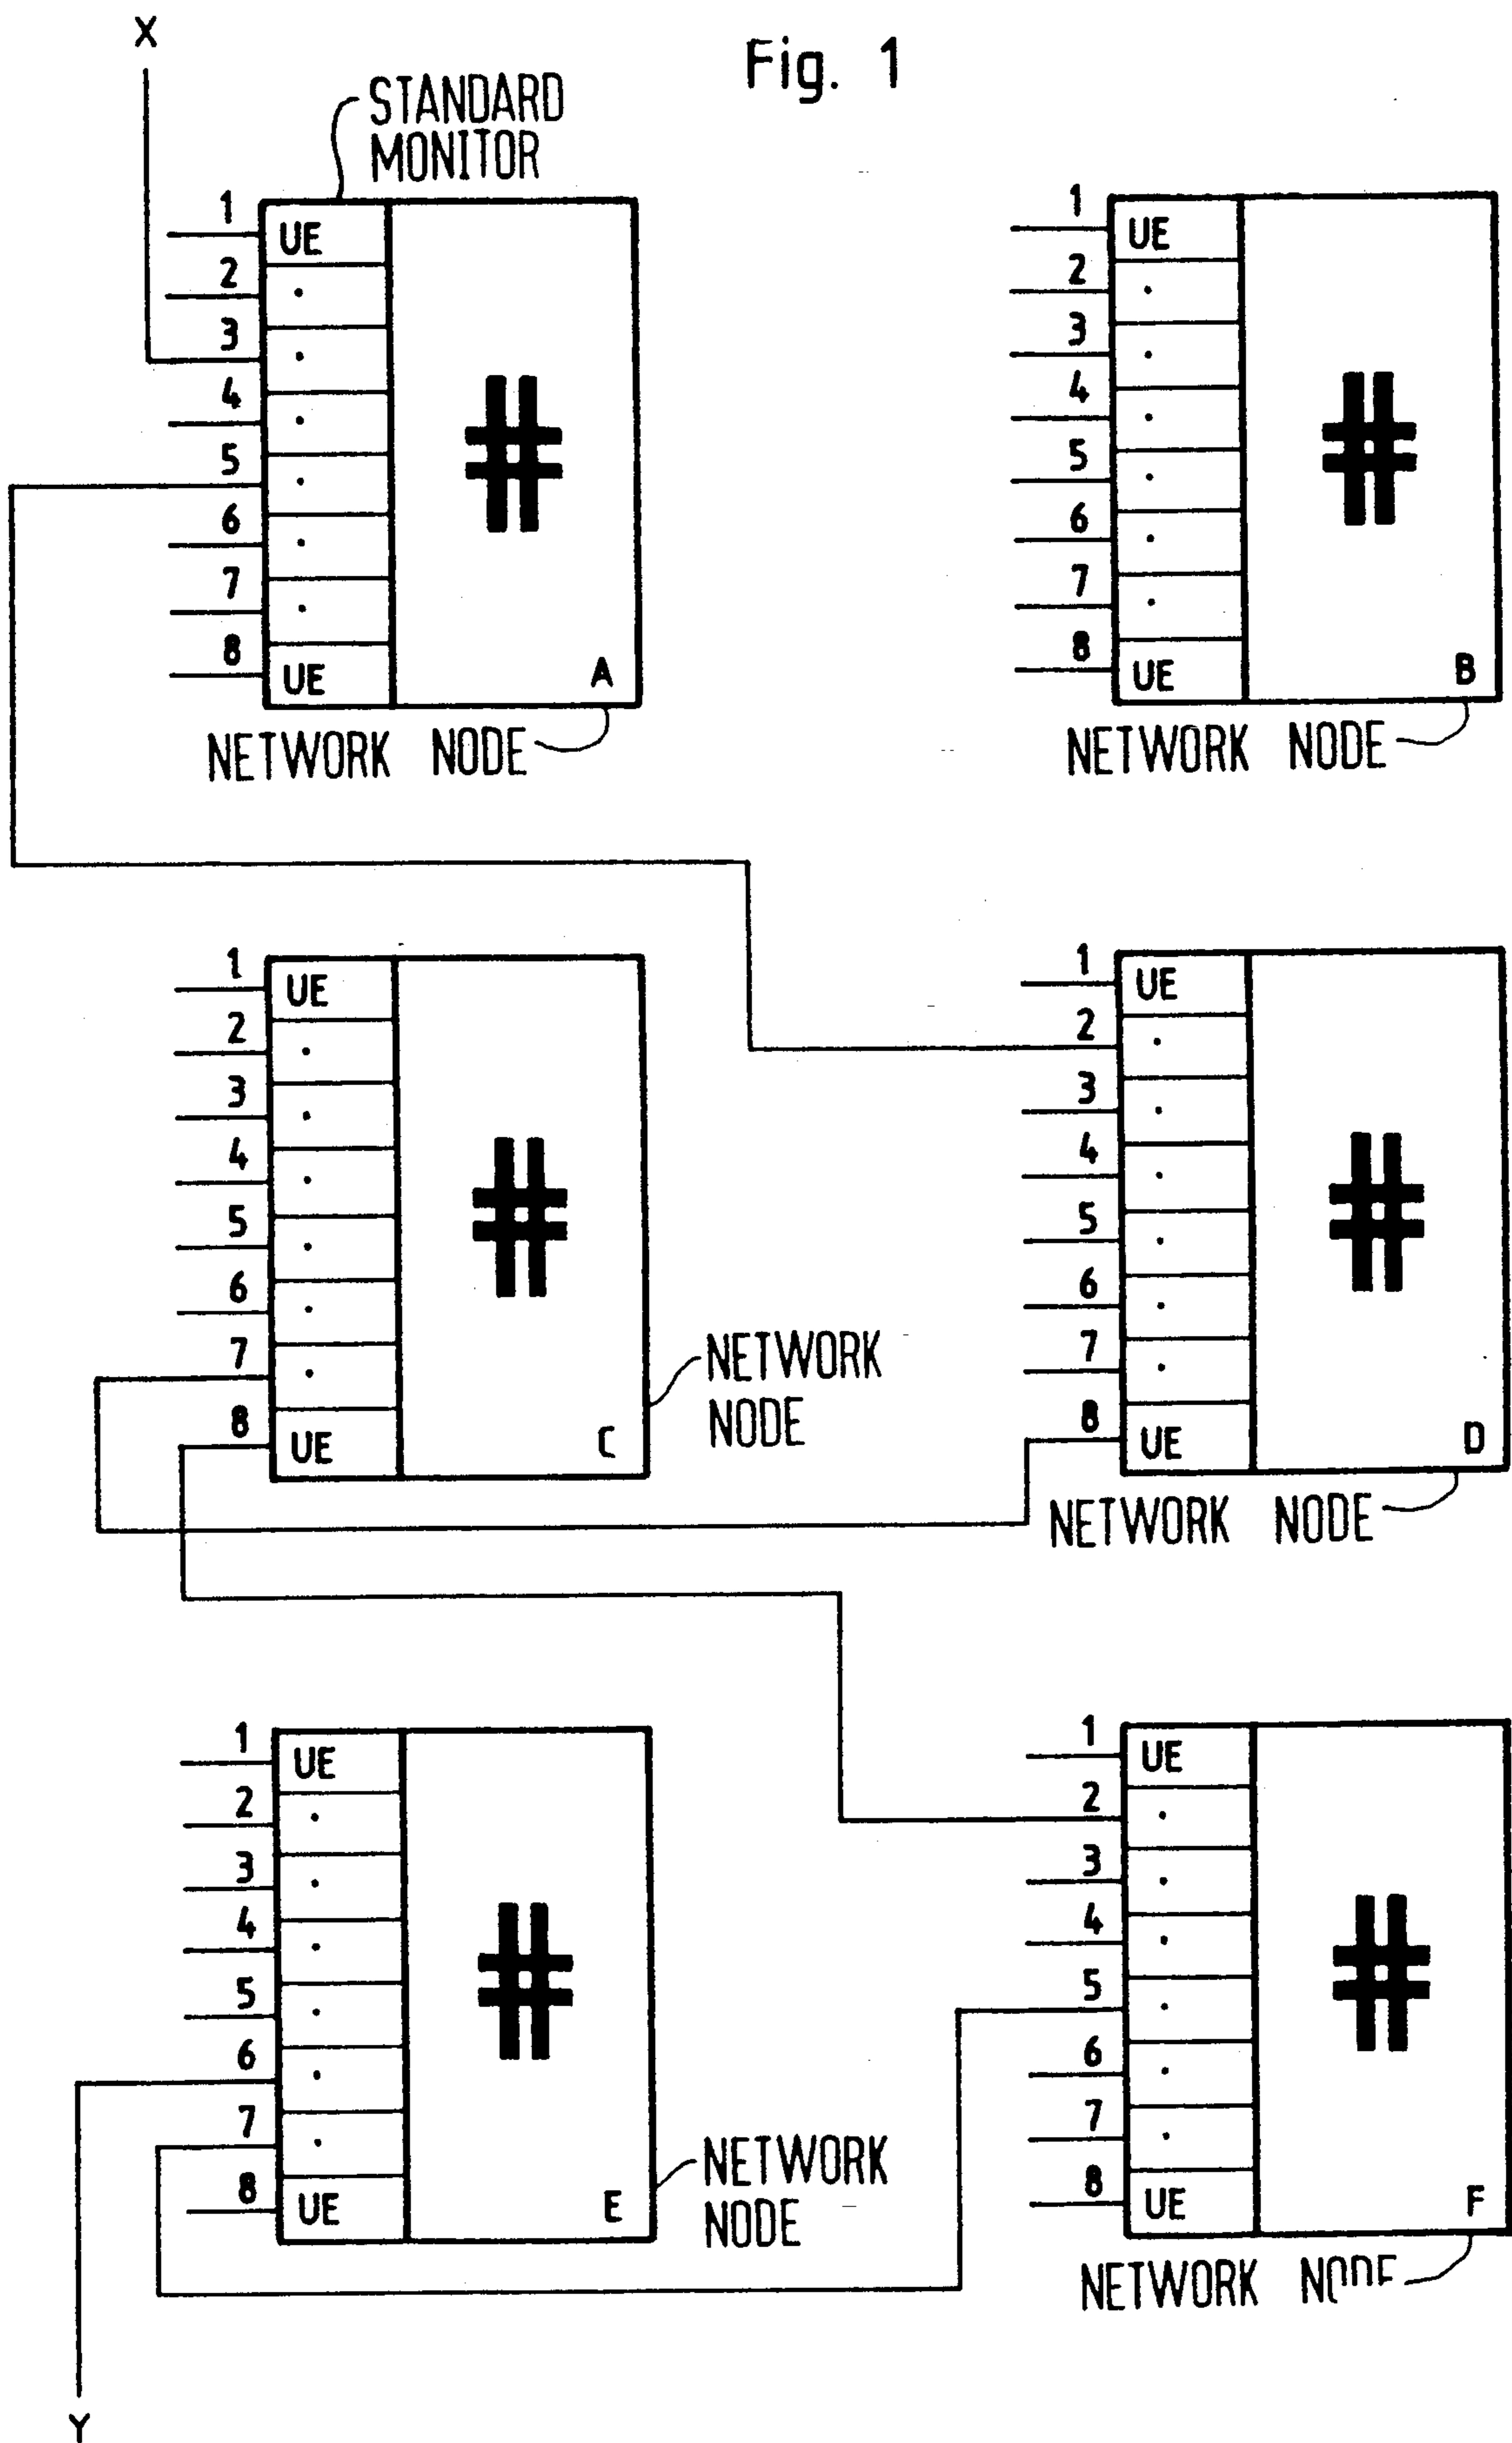 X
Fig. 1
STANDARD
MONITOR
1 UE
2
3
4
5
6
7
8 UE
A
NETWORK NODE
1 UE
2
3
4
5
6
7
8 UE
B
NETWORK NODE
1 UE
2
3
4
5
6
7
8 UE
C
NETWORK
NODE
1 UE
2
3
4
5
6
7
8 UE
D
NETWORK NODE
1 UE
2
3
4
5
6
7
8 UE
E
NETWORK
NODE
1 UE
2
3
4
5
6
7
8 UE
F
NETWORK NODE
Y